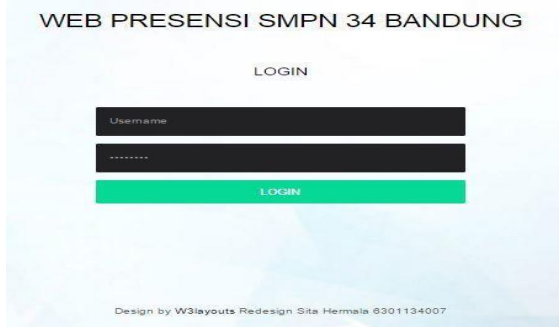 WEB PRESENSI SMPN 34 BANDUNG
LOGIN
Username
--------
LOGIN
Design by W3layouts Redesign Sita Hermala 6301134007